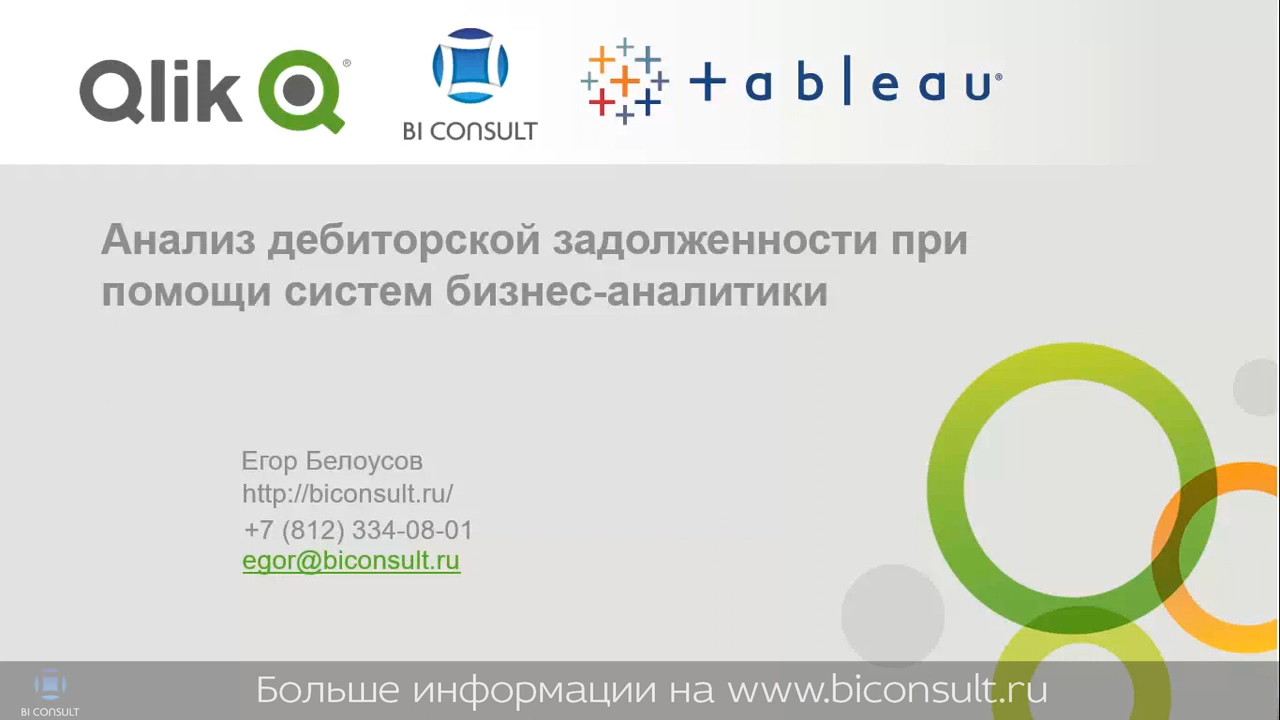 Qlik
BI CONSULT
+ableau
Анализ дебиторской задолженности при
помощи систем бизнес-аналитики
Егор Белоусов
http://biconsult.ru/
+7 (812) 334-08-01
egor@biconsult.ru
BI CONSULT
Больше информации на www.biconsult.ru